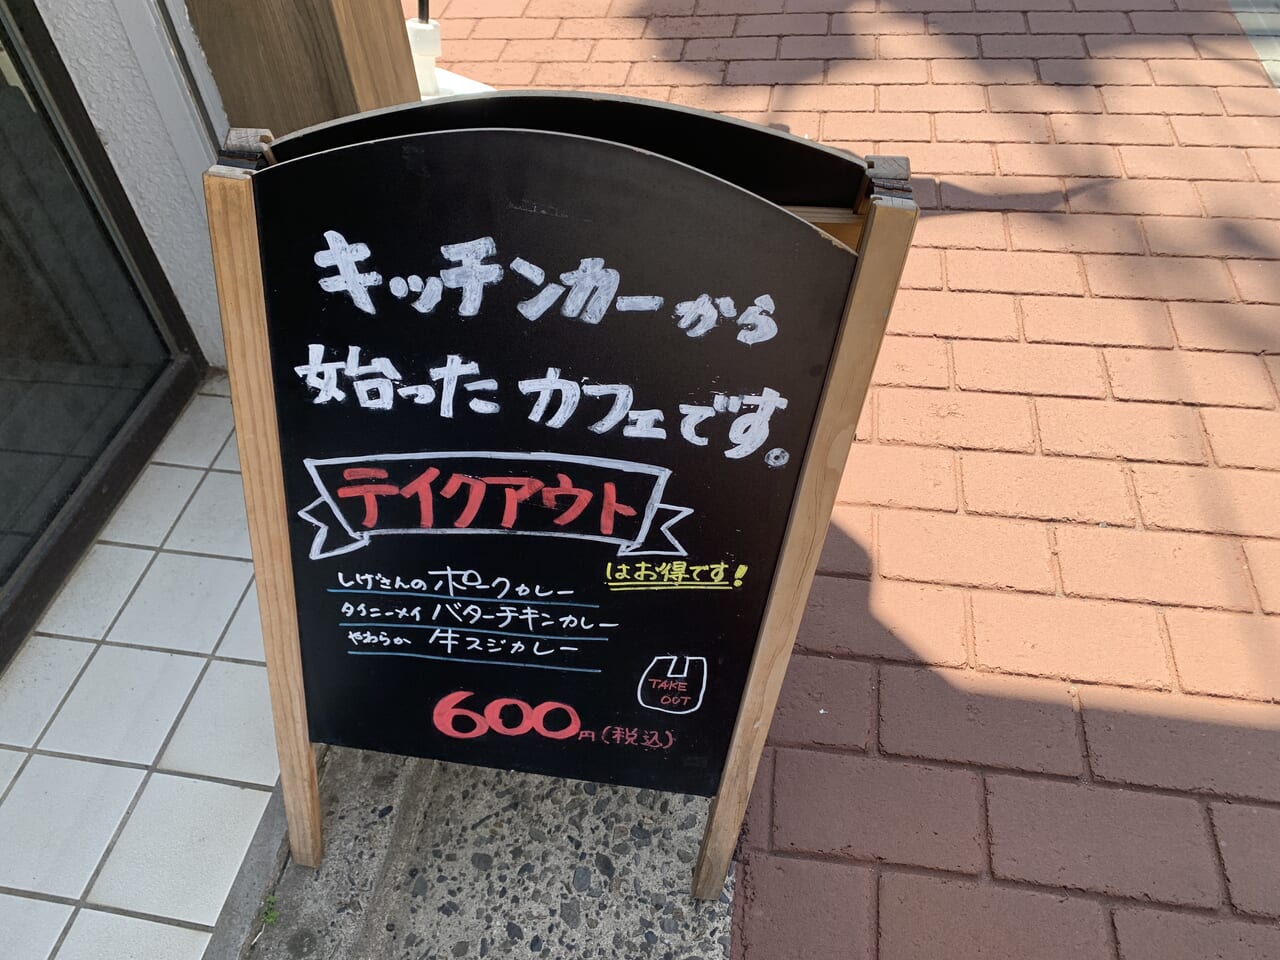 キッチンカーから
始ったカフェです。
テイクアウト
はお得です!
しげさんのポークカレー
タイニーメイ バターチキンカレー
やわらか 牛スジカレー
TAKE
OUT
600円(税込)